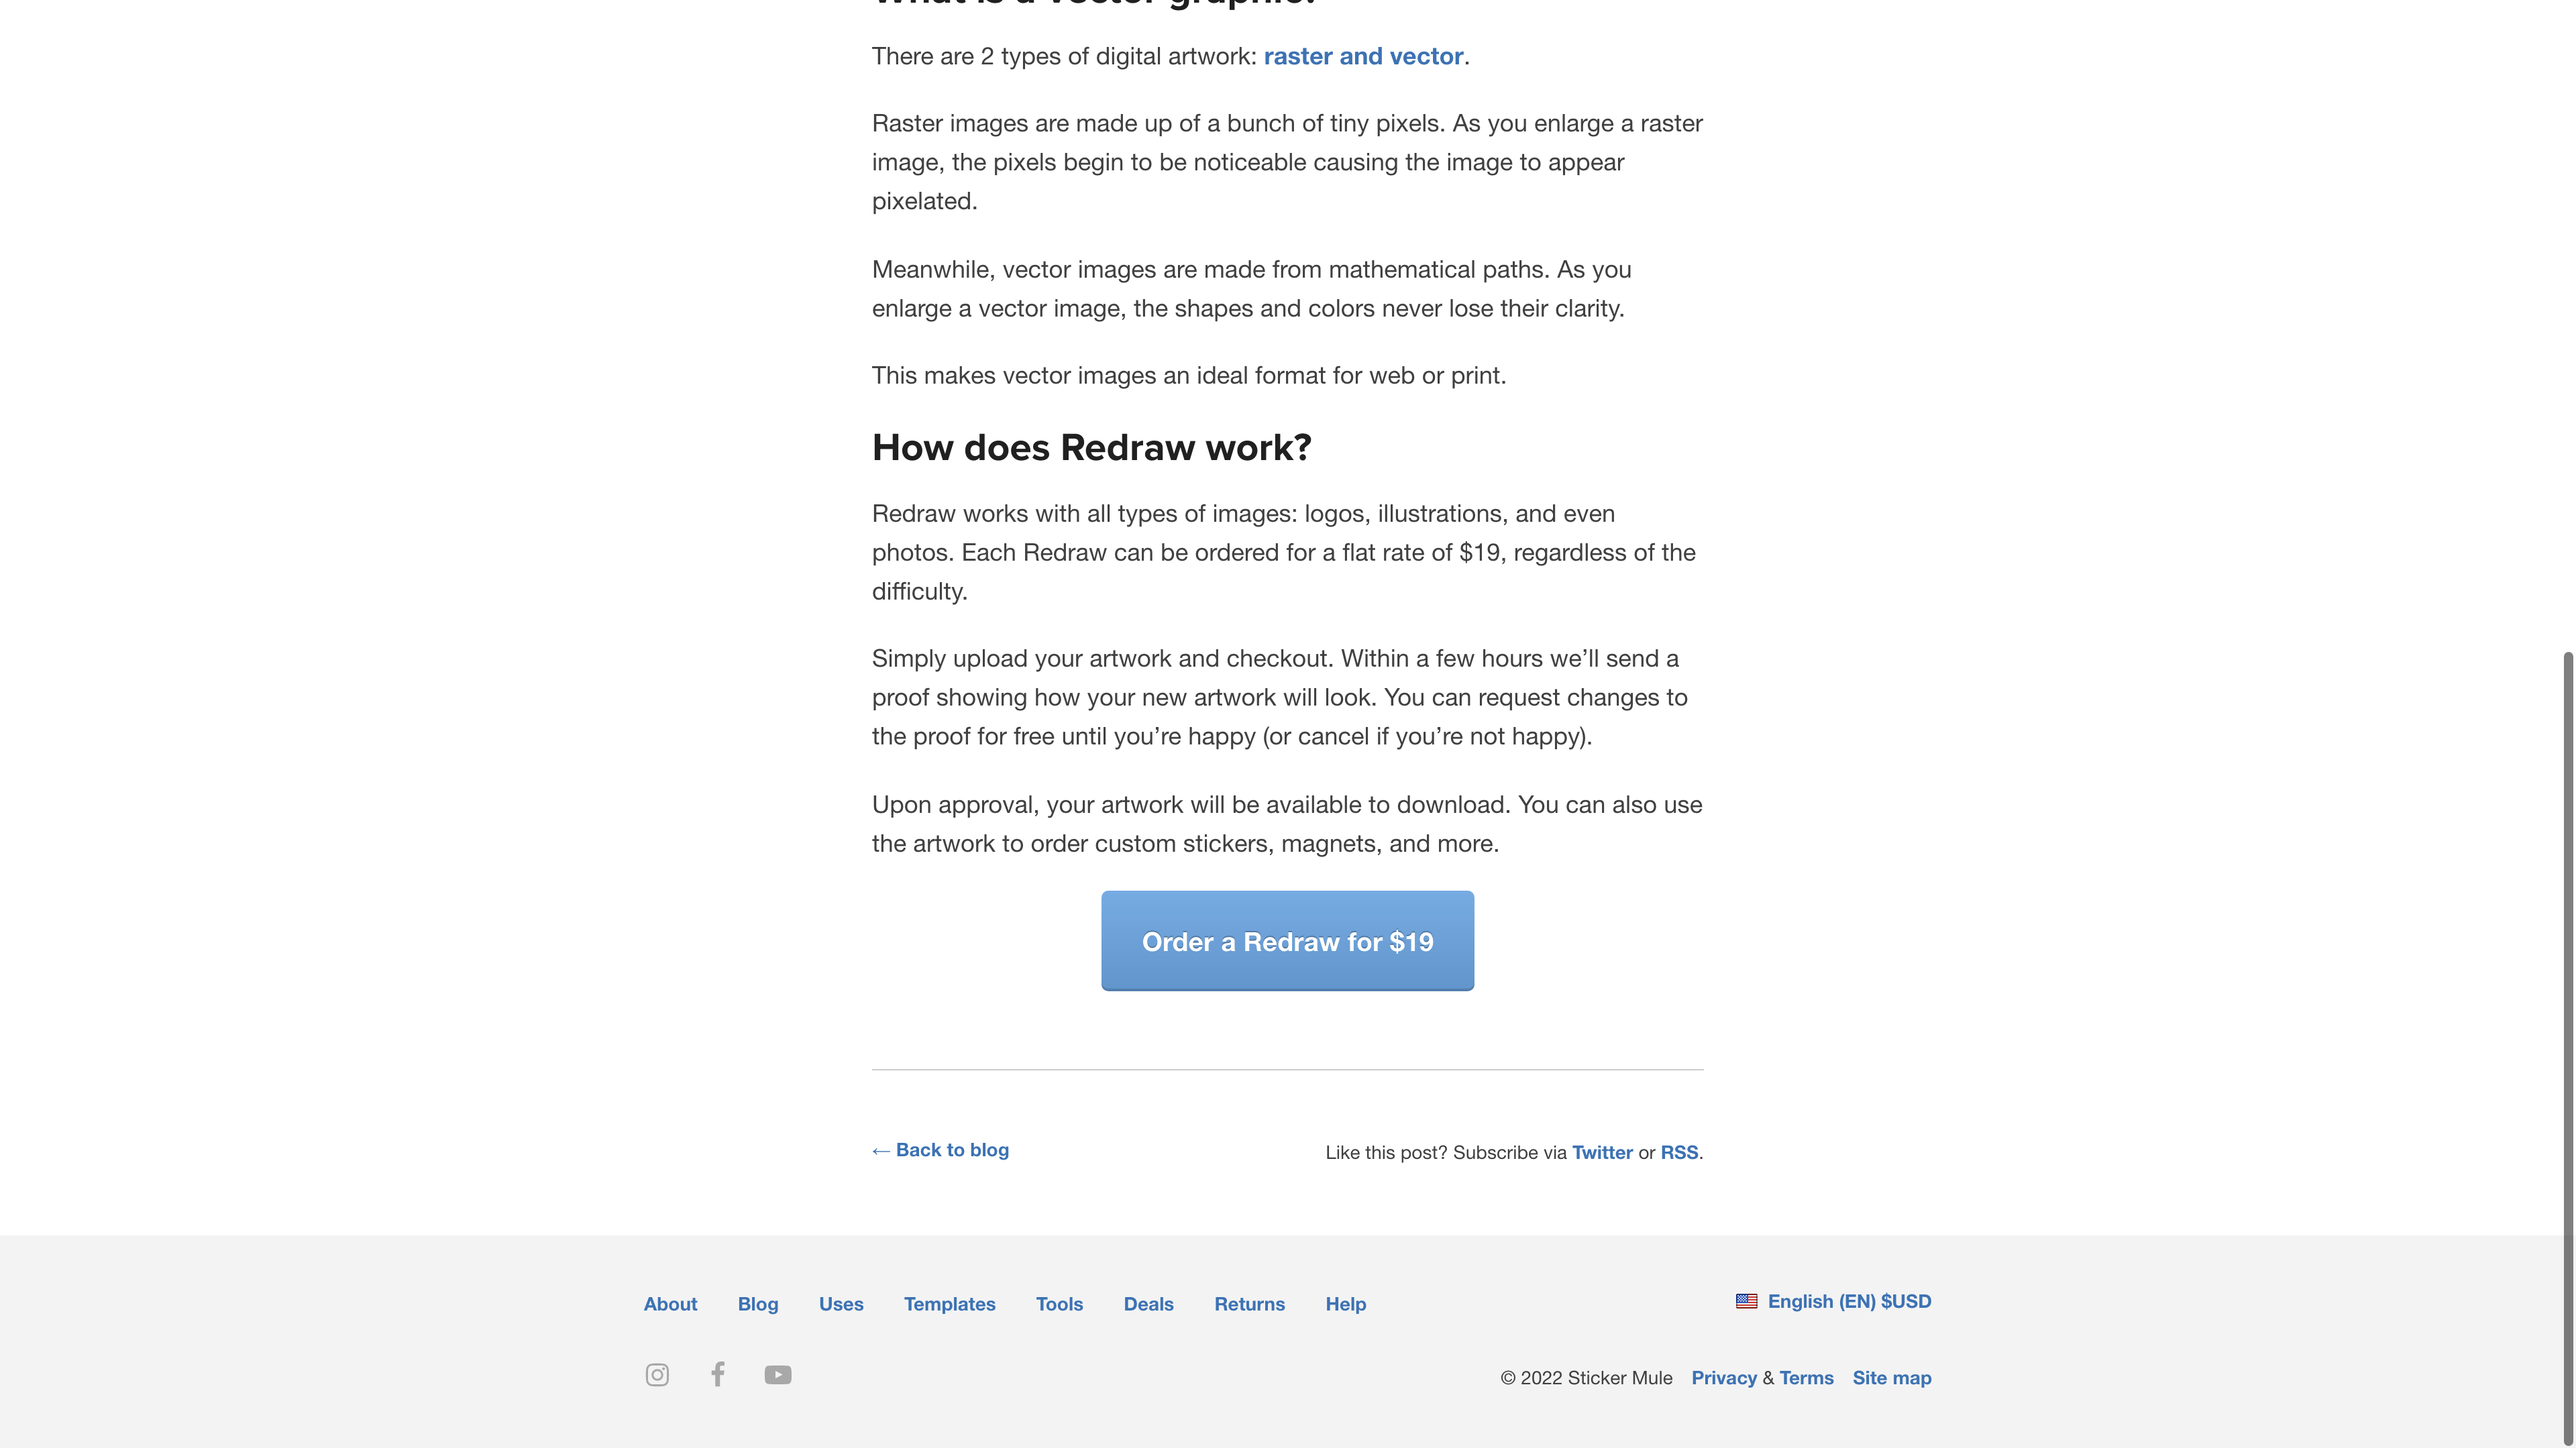 What is a vector graphic?
There are 2 types of digital artwork: raster and vector.
Raster images are made up of a bunch of tiny pixels. As you enlarge a raster
image, the pixels begin to be noticeable causing the image to appear
pixelated.
Meanwhile, vector images are made from mathematical paths. As you
enlarge a vector image, the shapes and colors never lose their clarity.
This makes vector images an ideal format for web or print.
How does Redraw work?
Redraw works with all types of images: logos, illustrations, and even
photos. Each Redraw can be ordered for a flat rate of $19, regardless of the
difficulty.
Simply upload your artwork and checkout. Within a few hours we’ll send a
proof showing how your new artwork will look. You can request changes to
the proof for free until you’re happy (or cancel if you’re not happy).
Upon approval, your artwork will be available to download. You can also use
the artwork to order custom stickers, magnets, and more.
Order a Redraw for $19
← Back to blog
Like this post? Subscribe via Twitter or RSS.
About Blog Uses Templates Tools Deals Returns Help
English (EN) $USD
© 2022 Sticker Mule Privacy & Terms Site map